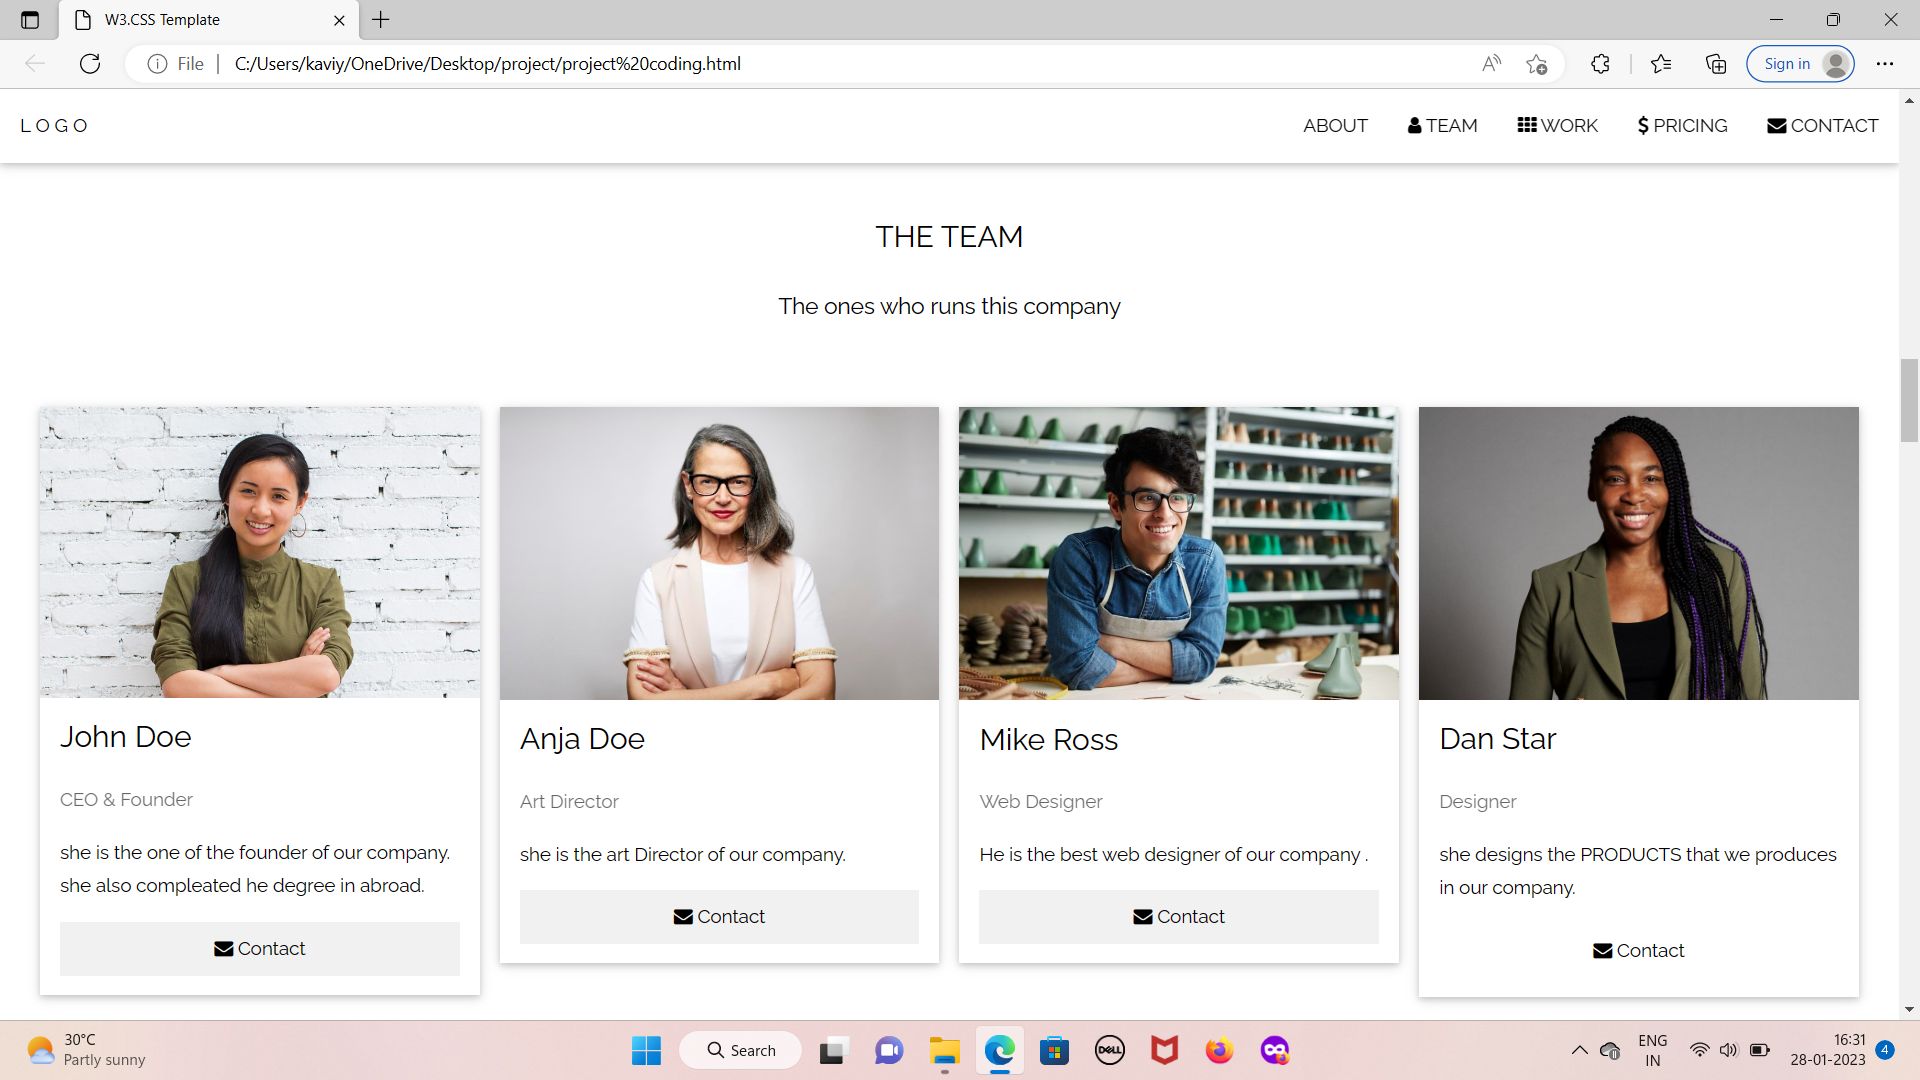 W3.CSS Template
File
C:/Users/kaviy/OneDrive/Desktop/project/project%20coding.html
Sign in
LOGO
ABOUT
TEAM
WORK
$ PRICING
CONTACT
THE TEAM
The ones who runs this company
John Doe
CEO & Founder
she is the one of the founder of our company.
she also compleated he degree in abroad.
Contact
Anja Doe
Art Director
she is the art Director of our company.
Contact
Mike Ross
Web Designer
He is the best web designer of our company .
Contact
Dan Star
Designer
she designs the PRODUCTS that we produces
in our company.
Contact
30°C
Partly sunny
Search
DELL
ENG
IN
16:31
28-01-2023
4